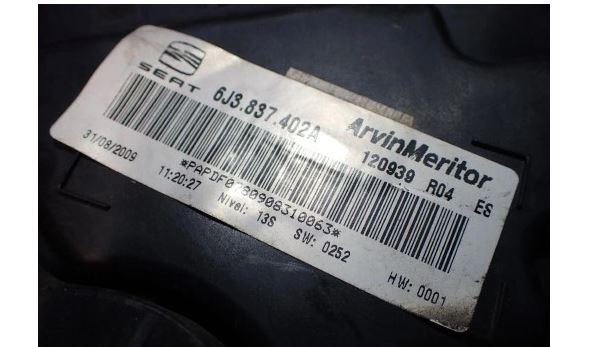 SEAT
6J3.837.402A
ArvinMeritor
120939 R04 ES
31/08/2009
*PAPDF0780908310063*
11:20:27
Nivel: 13S
SW: 0252
HW: 0001